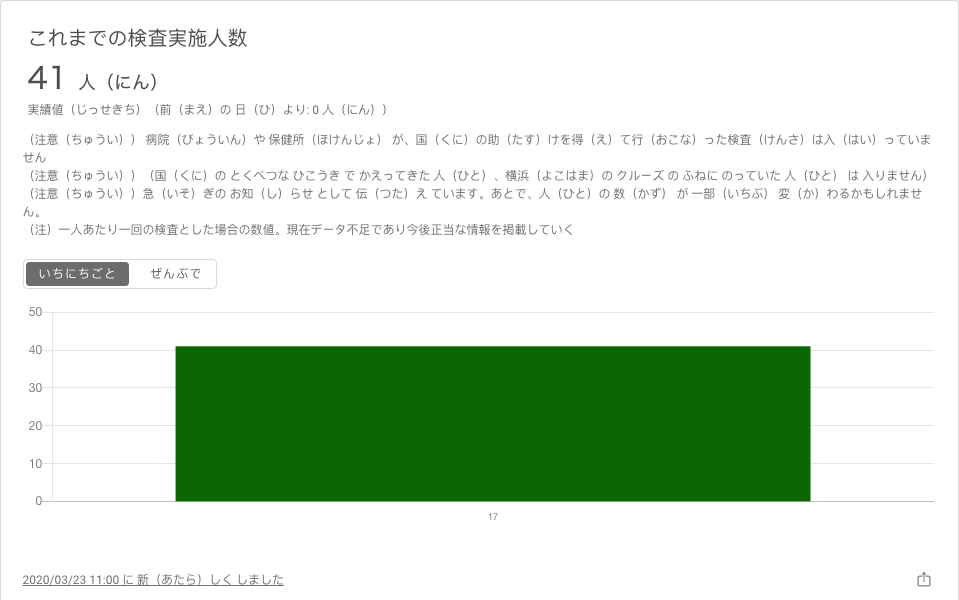 これまでの検査実施人数
41 人（にん）
実績値（じっせきち）（前（まえ）の 日（ひ）より: 0 人（にん））
（注意（ちゅうい）） 病院（びょういん）や 保健所（ほけんじょ） が、国（くに）の助（たす）けを得（え）て行（おこな）った検査（けんさ）は入（はい）っていま
せん
（注意（ちゅうい））（国（くに）の とくべつな ひこうき で かえってきた 人（ひと）、横浜（よこはま）の クルーズ の ふねに のっていた 人（ひと） は 入りません）
（注意（ちゅうい））急（いそ）ぎの お知（し）らせ として 伝（つた）え ています。あとで、人（ひと）の 数（かず） が 一部（いちぶ） 変（か）わるかもしれませ
ん。
（注）一人あたり一回の検査とした場合の数値。現在データ不足であり今後正当な情報を掲載していく
いちにちごと ぜんぶで
50
40
30
20
10
0
17
2020/03/23 11:00 に 新（あたら）しく しました